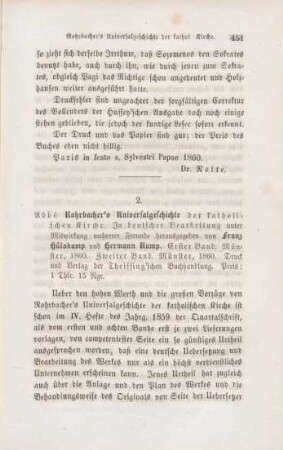 Rohrbacher's Universalgeschichte der kathol. Kirche. 451
so zieht sich derselbe Irrthum, daß Sozomenos den Sokrates
benutzt habe, auch durch ihn, wie durch jenen zum Sokra-
tes, obgleich Pagi das Richtige schon angedeutet und Holz-
hausen weiter ausgeführt hatte.
Druckfehler sind ungeachtet der sorgfältigen Correktur
des Vollenders der Hussey'schen Ausgabe doch noch einige
geblieben, welche jedoch der kundige Leser sofort erkennt.
Der Druck und das Papier sind gut; der Preis des
Buches eben nicht billig.
Paris in festo s. Sylvestri Papae 1860.
Dr. Nolte.
2.
Abbé Rohrbacher's Universalgeschichte der katholi-
schen Kirche. In deutscher Bearbeitung unter
Mitwirkung mehrerer Freunde herausgegeben von Franz
Hülskamp und Hermann Rump. Erster Band. Mün-
ster, 1860. Zweiter Band. Münster, 1860. Druck
und Verlag der Theissing'schen Buchhandlung. Preis:
1 Thlr. 15 Ngr.
Ueber den hohen Werth und die großen Vorzüge von
Rohrbacher's Universalgeschichte der katholischen Kirche ist
schon im IV. Hefte des Jahrg. 1859 der Quartalschrift,
als vom ersten und achten Bande erst je zwei Lieferungen
vorlagen, von competentester Seite ein so günstiges Urtheil
ausgesprochen worden, daß eine deutsche Uebersetzung und
Bearbeitung des Werkes nur als ein höchst verdienstliches
Unternehmen erscheinen kann. Jenes Urtheil hat zugleich
auch über die Anlage und den Plan des Werkes und die
Behandlungsweise des Originals von Seite der Uebersetzer